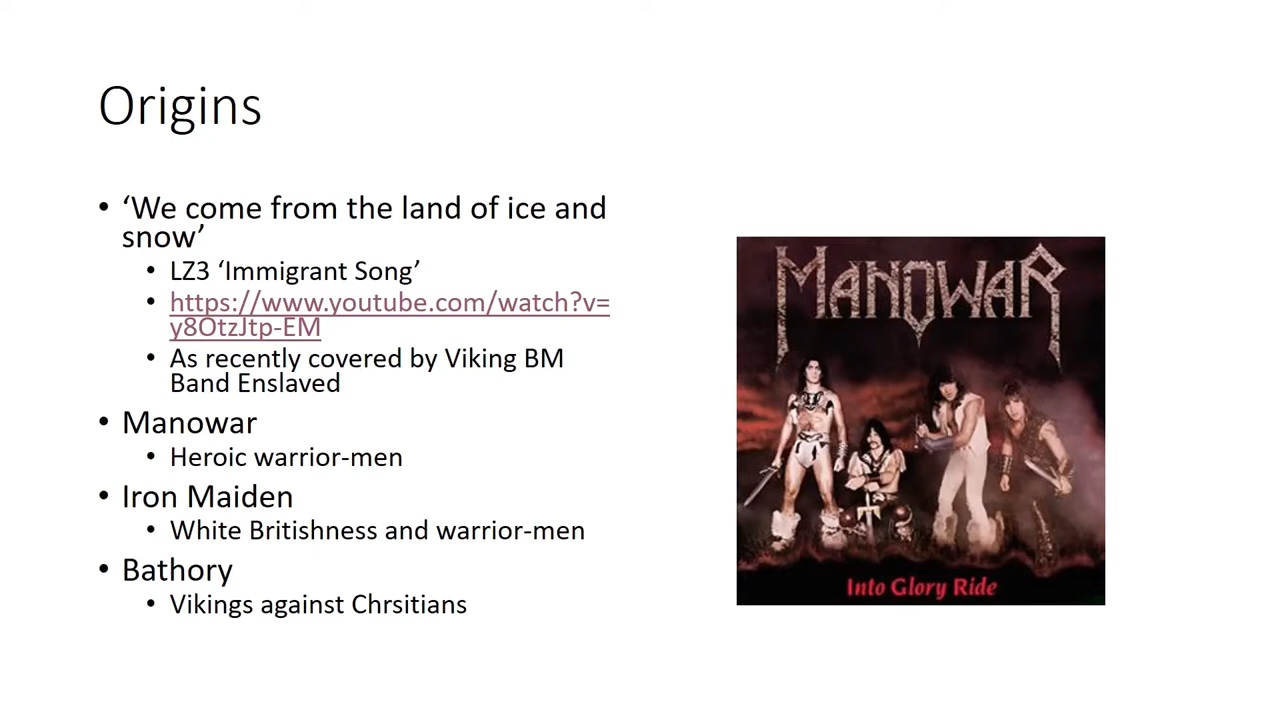 Origins
• ‘We come from the land of ice and
snow’
• LZ3 ‘Immigrant Song’
• https://www.youtube.com/watch?v=
y8OtzJtp-EM
• As recently covered by Viking BM
Band Enslaved
• Manowar
• Heroic warrior-men
• Iron Maiden
• White Britishness and warrior-men
• Bathory
• Vikings against Chrsitians
MANOWAR
Into Glory Ride